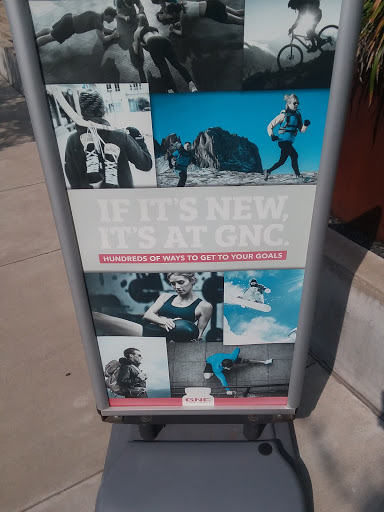 IF IT'S NEW,
IT'S AT GNC.
HUNDREDS OF WAYS TO GET TO YOUR GOALS
GNC